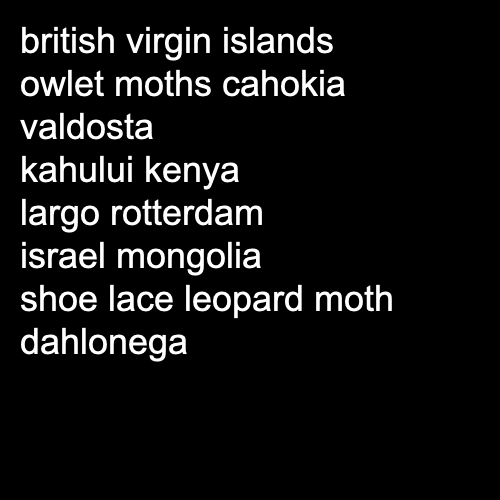 british virgin islands
owlet moths cahokia
valdosta
kahului kenya
largo rotterdam
israel mongolia
shoe lace leopard moth
dahlonega